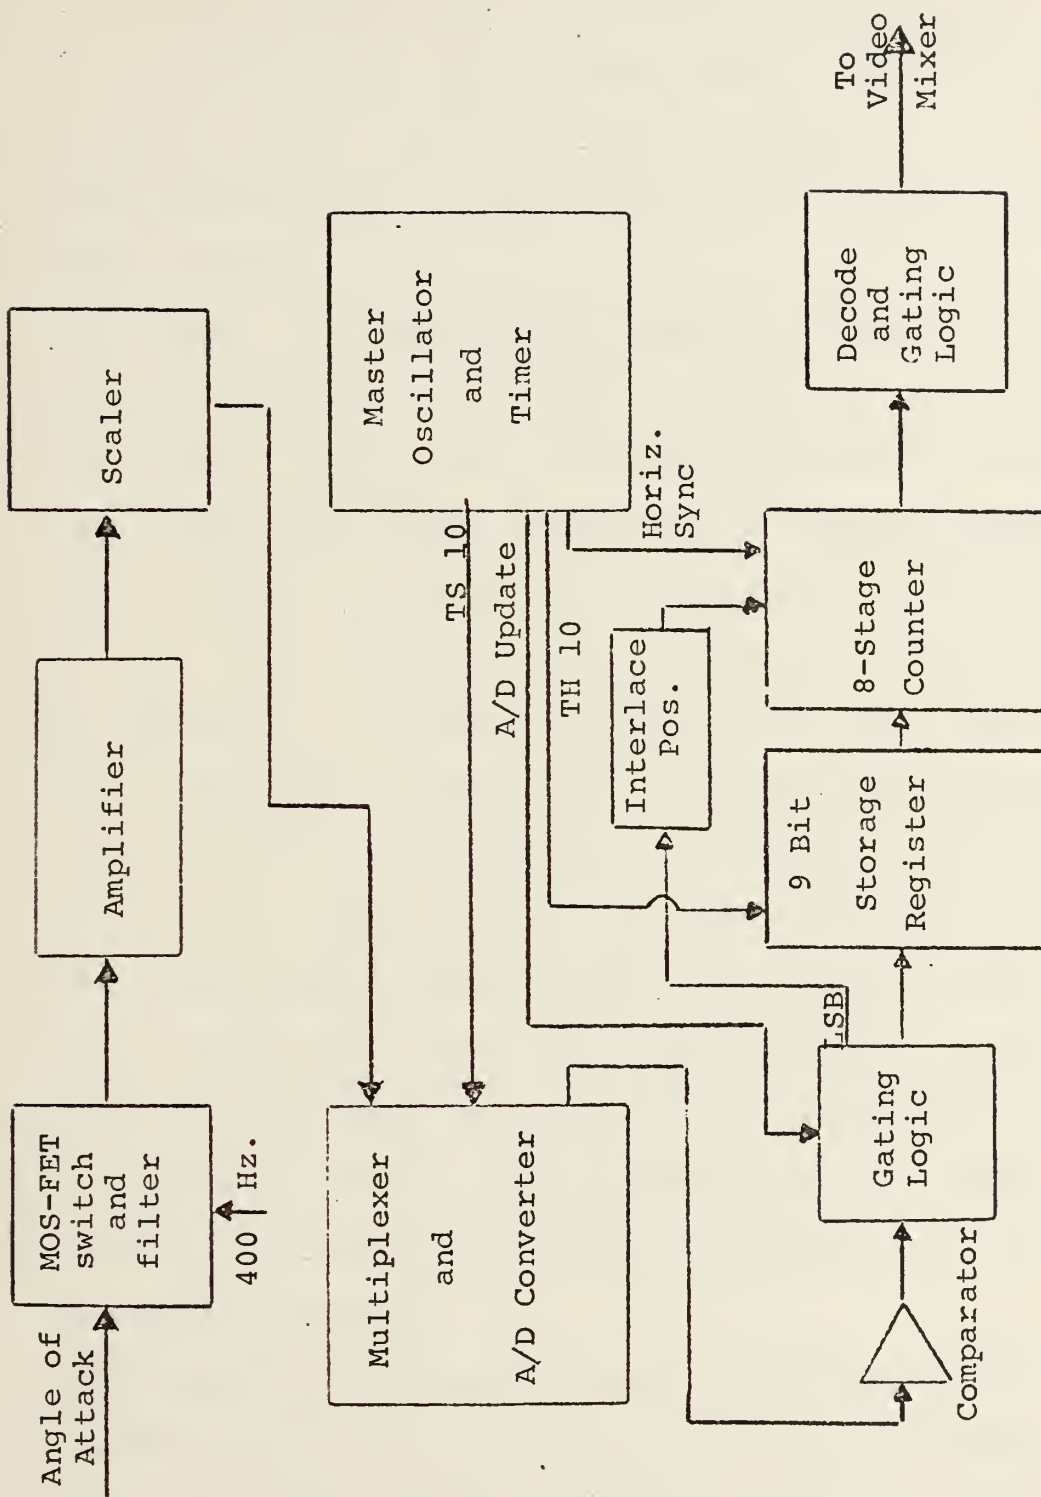 Angle of
Attack
MOS-FET
switch
and
filter
400 Hz.
Amplifier
Scaler
Multiplexer
and
A/D Converter
TS 10
A/D Update
TH 10
Master
Oscillator
and
Timer
Horiz.
Sync
Interlace
Pos.
Comparator
Gating
Logic
LSB
9 Bit
Storage
Register
8-Stage
Counter
Decode
and
Gating
Logic
To
Video
Mixer